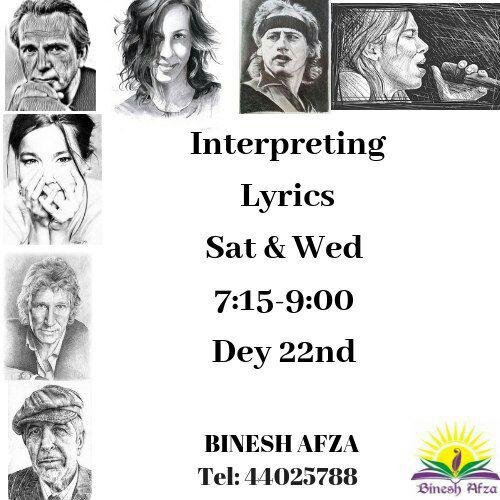 Interpreting
Lyrics
Sat & Wed
7:15-9:00
Dey 22nd
BINESH AFZA
Tel: 44025788
Binesh Afza